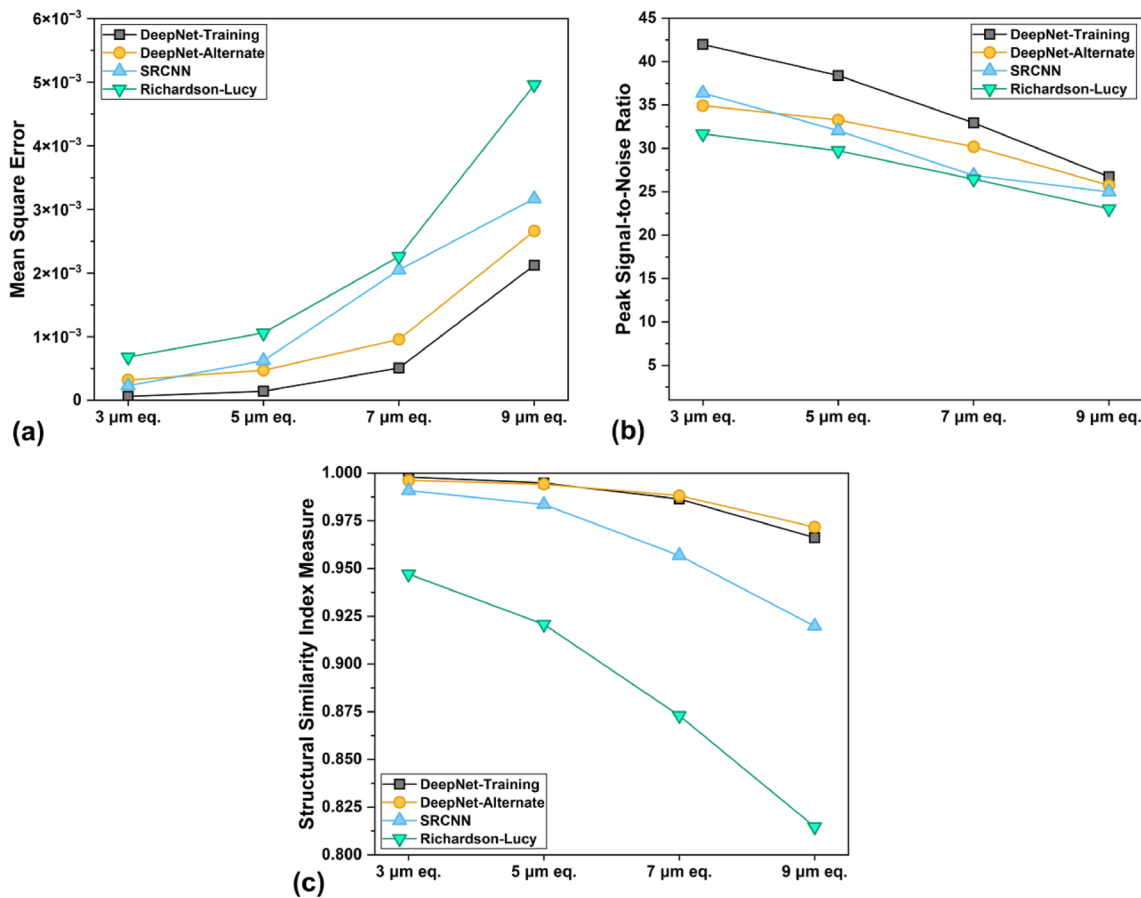 6×10⁻³
5×10⁻³
4×10⁻³
3×10⁻³
2×10⁻³
1×10⁻³
0
Mean Square Error
DeepNet-Training
DeepNet-Alternate
SRCNN
Richardson-Lucy
3 μm eq.
5 μm eq.
7 μm eq.
9 μm eq.
(a)
45
40
35
30
25
20
15
10
5
Peak Signal-to-Noise Ratio
DeepNet-Training
DeepNet-Alternate
SRCNN
Richardson-Lucy
3 μm eq.
5 μm eq.
7 μm eq.
9 μm eq.
(b)
1.000
0.975
0.950
0.925
0.900
0.875
0.850
0.825
0.800
Structural Similarity Index Measure
DeepNet-Training
DeepNet-Alternate
SRCNN
Richardson-Lucy
3 μm eq.
5 μm eq.
7 μm eq.
9 μm eq.
(c)